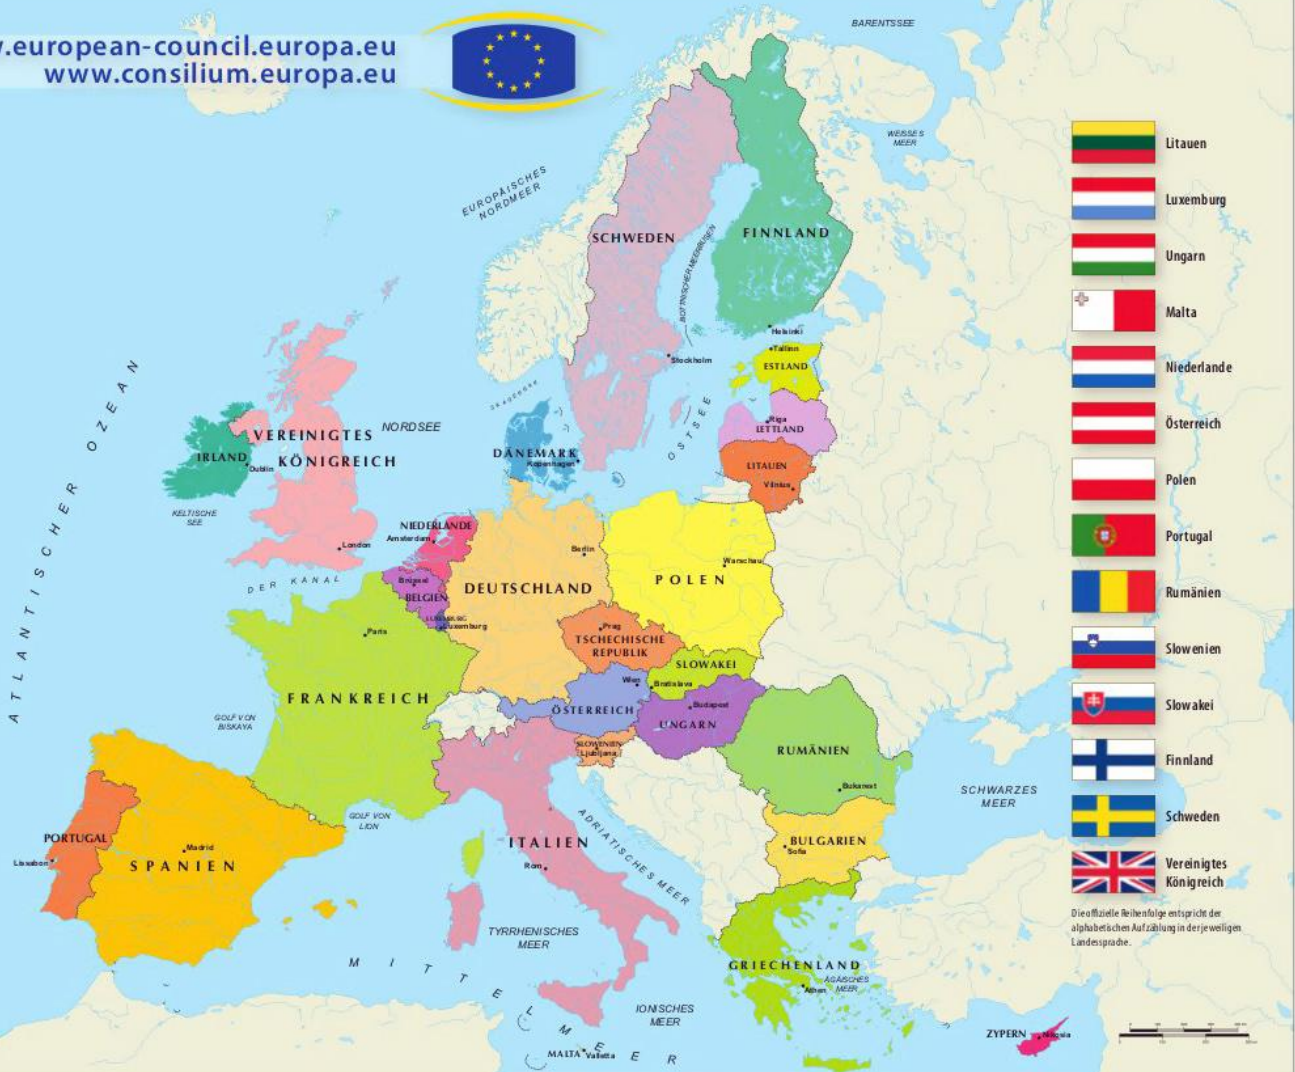 .european-council.europa.eu
www.consilium.europa.eu
BARENTSSEE
WEISSES
MEER
EUROPÄISCHES
NORDMEER
SCHWEDEN
FINNLAND
BOTTNISCHER MEERBUSEN
Helsinki
Tallinn
Stockholm
ESTLAND
OSTSEE
Riga
LETTLAND
ATLANTISCHER OZEAN
NORDSEE
VEREINIGTES
KÖNIGREICH
IRLAND
Dublin
DÄNEMARK
Kopenhagen
LITAUEN
Vilnius
KELTISCHE
SEE
NIEDERLANDE
Amsterdam
London
Berlin
Warschau
DER KANAL
Brüssel
BELGIEN
DEUTSCHLAND
POLEN
LUXEMBURG
Luxemburg
Paris
Prag
TSCHECHISCHE
REPUBLIK
SLOWAKEI
Wien
Bratislava
FRANKREICH
ÖSTERREICH
Budapest
UNGARN
GOLF VON
BISKAYA
SLOWENIEN
Ljubljana
RUMÄNIEN
Bukarest
SCHWARZES
MEER
GOLF VON
LION
ADRIATISCHES MEER
PORTUGAL
Lissabon
Madrid
SPANIEN
ITALIEN
Rom
BULGARIEN
Sofia
TYRRHENISCHES
MEER
MITTELMEER
GRIECHENLAND
ÄGÄISCHES
MEER
Athen
IONISCHES
MEER
MALTA Valletta
ZYPERN Nikosia
Litauen
Luxemburg
Ungarn
Malta
Niederlande
Österreich
Polen
Portugal
Rumänien
Slowenien
Slowakei
Finnland
Schweden
Vereinigtes
Königreich
Die offizielle Reihenfolge entspricht der
alphabetischen Aufzählung in der jeweiligen
Landessprache.